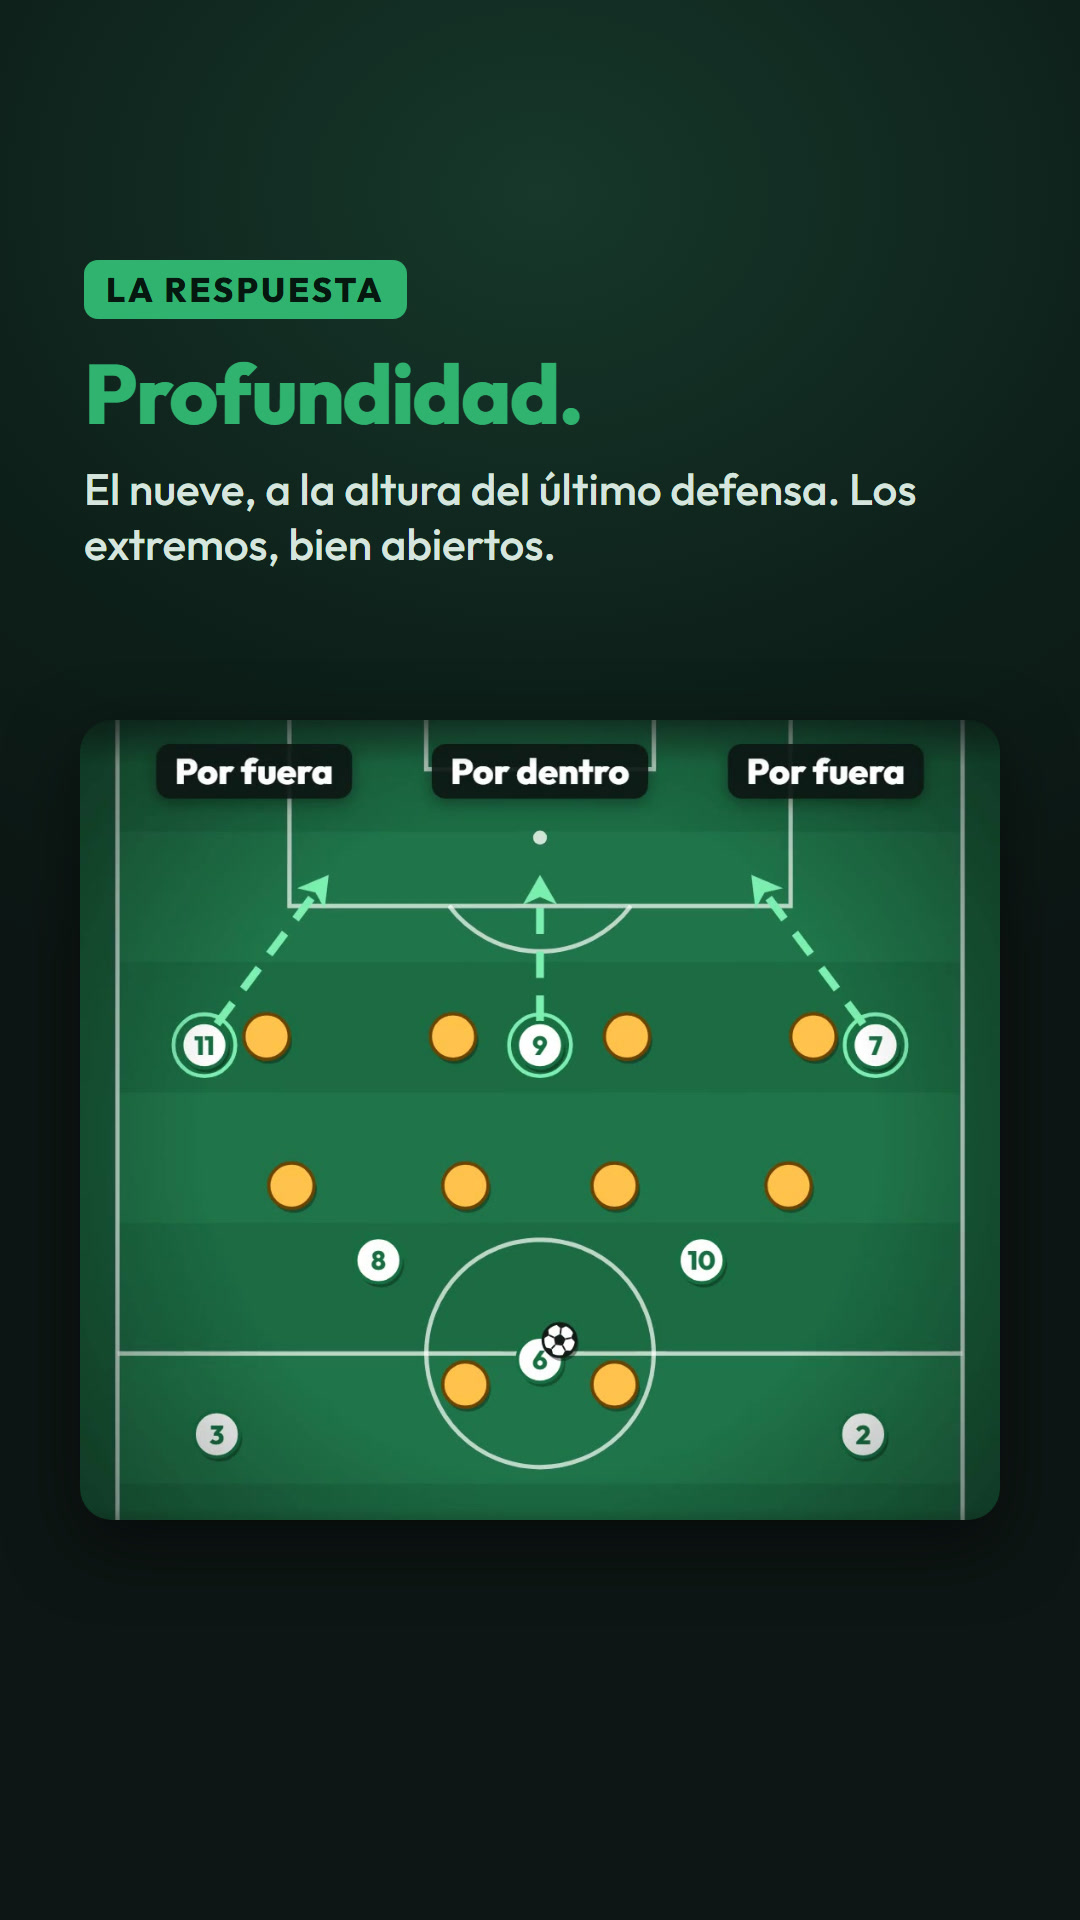 LA RESPUESTA
Profundidad.
El nueve, a la altura del último defensa. Los
extremos, bien abiertos.
Por fuera
Por dentro
Por fuera
11
9
7
8
10
6
3
2